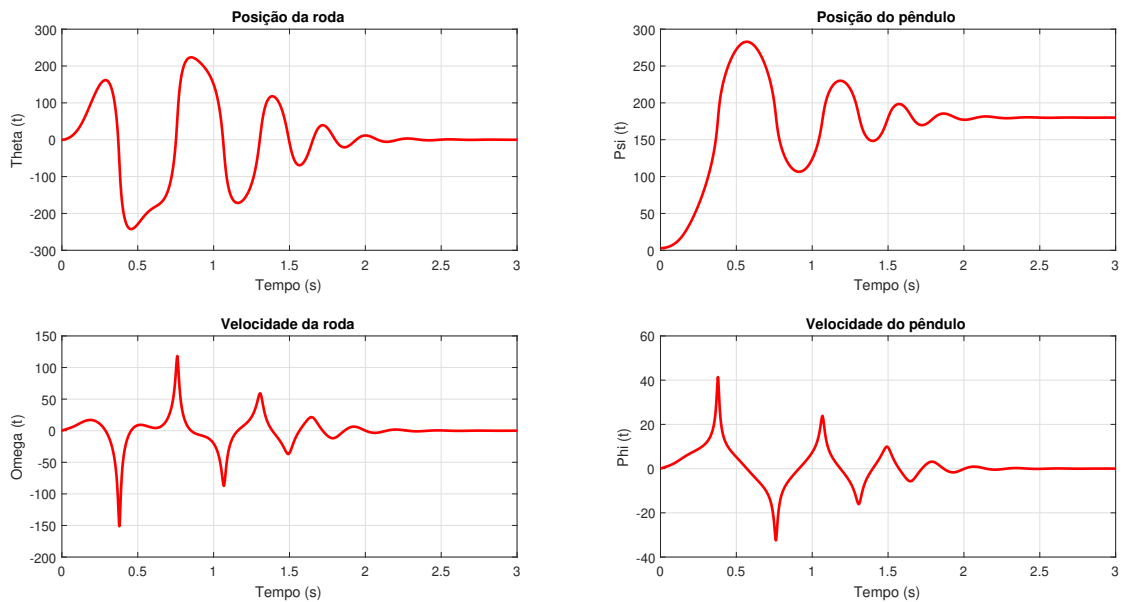 Posição da roda
Theta (t)
300
200
100
0
-100
-200
-300
0 0.5 1 1.5 2 2.5 3
Tempo (s)
Posição do pêndulo
Psi (t)
300
250
200
150
100
50
0
0 0.5 1 1.5 2 2.5 3
Tempo (s)
Velocidade da roda
Omega (t)
150
100
50
0
-50
-100
-150
-200
0 0.5 1 1.5 2 2.5 3
Tempo (s)
Velocidade do pêndulo
Phi (t)
60
40
20
0
-20
-40
0 0.5 1 1.5 2 2.5 3
Tempo (s)